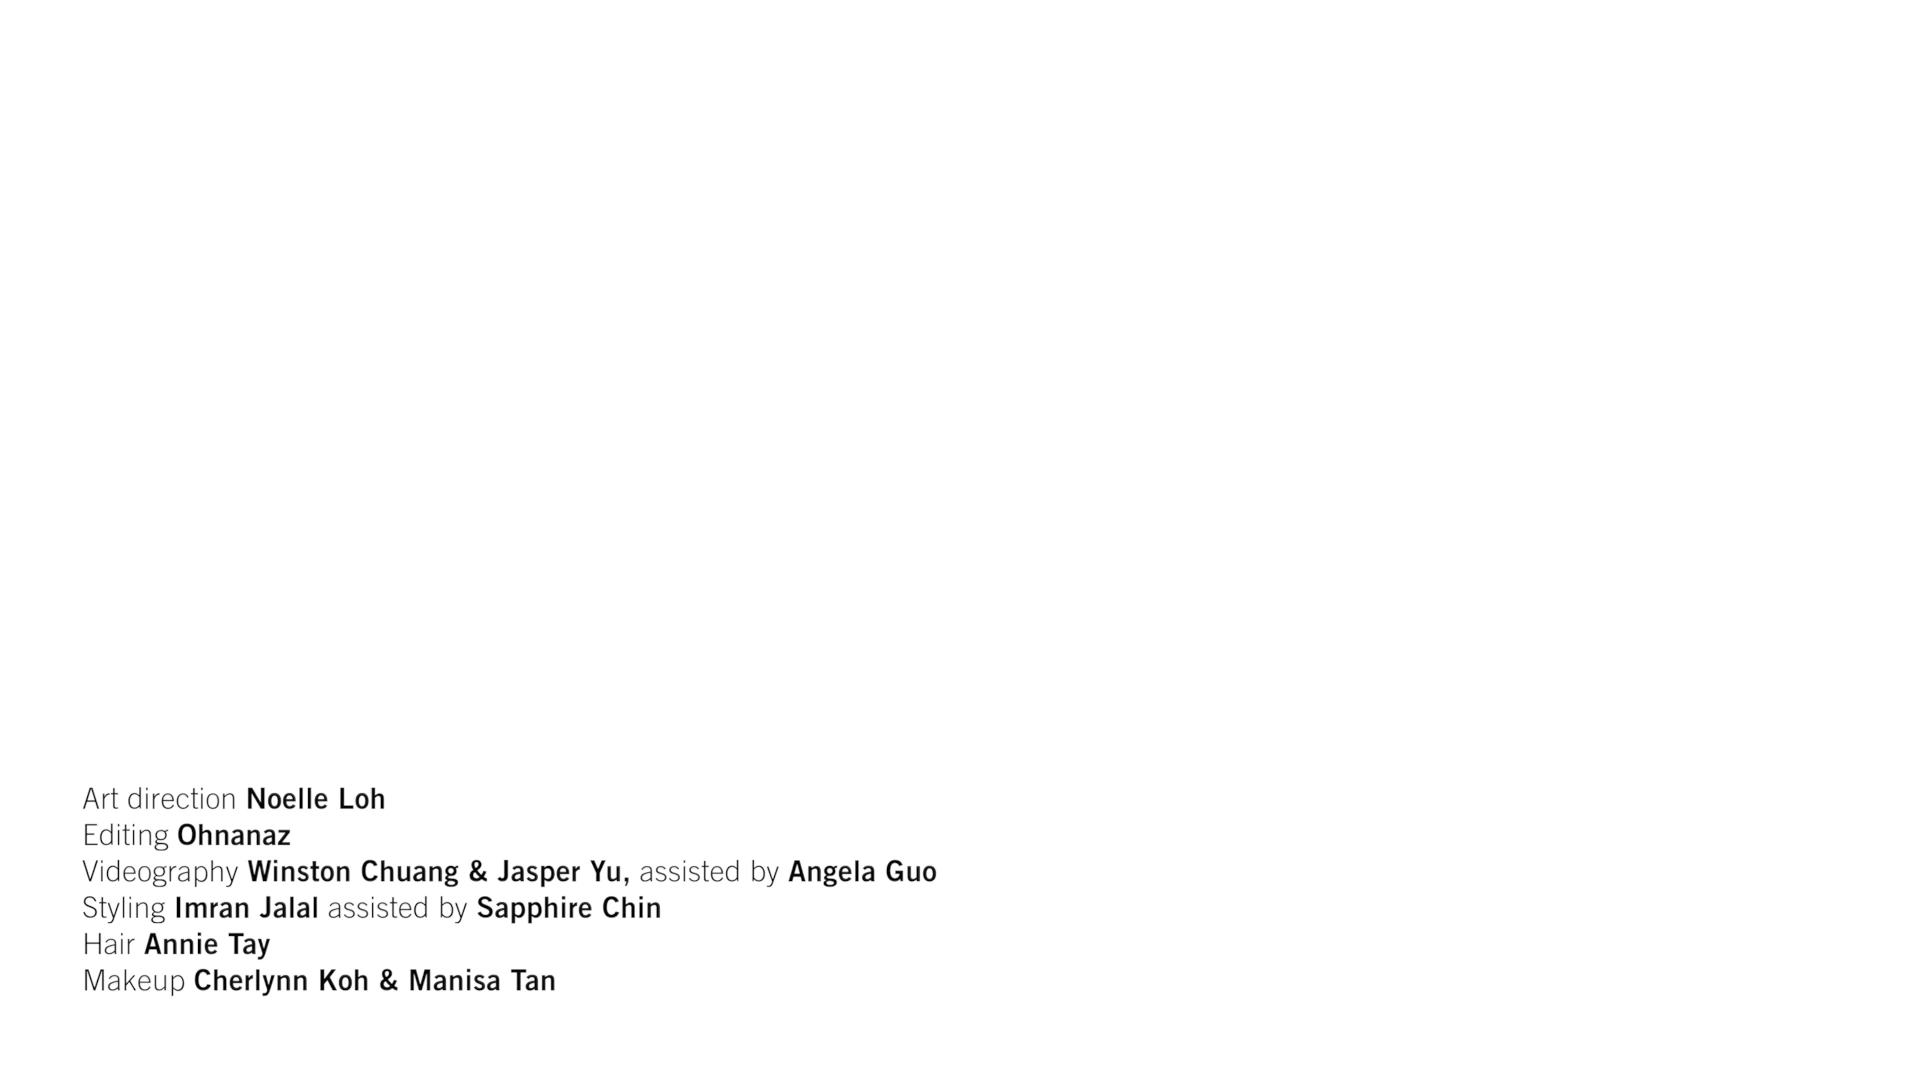 Art direction Noelle Loh
Editing Ohnanaz
Videography Winston Chuang & Jasper Yu, assisted by Angela Guo
Styling Imran Jalal assisted by Sapphire Chin
Hair Annie Tay
Makeup Cherlynn Koh & Manisa Tan